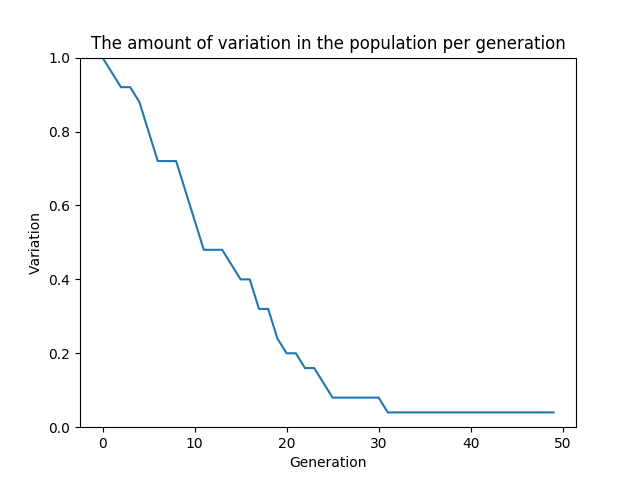 The amount of variation in the population per generation
1.0
0.8
0.6
0.4
0.2
0.0
Variation
0 10 20 30 40 50
Generation